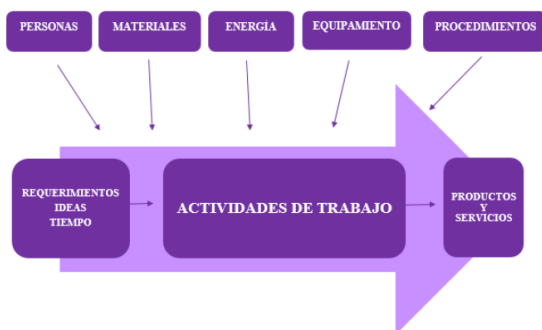 PERSONAS
MATERIALES
ENERGÍA
EQUIPAMIENTO
PROCEDIMIENTOS
REQUERIMIENTOS
IDEAS
TIEMPO
ACTIVIDADES DE TRABAJO
PRODUCTOS
Y
SERVICIOS